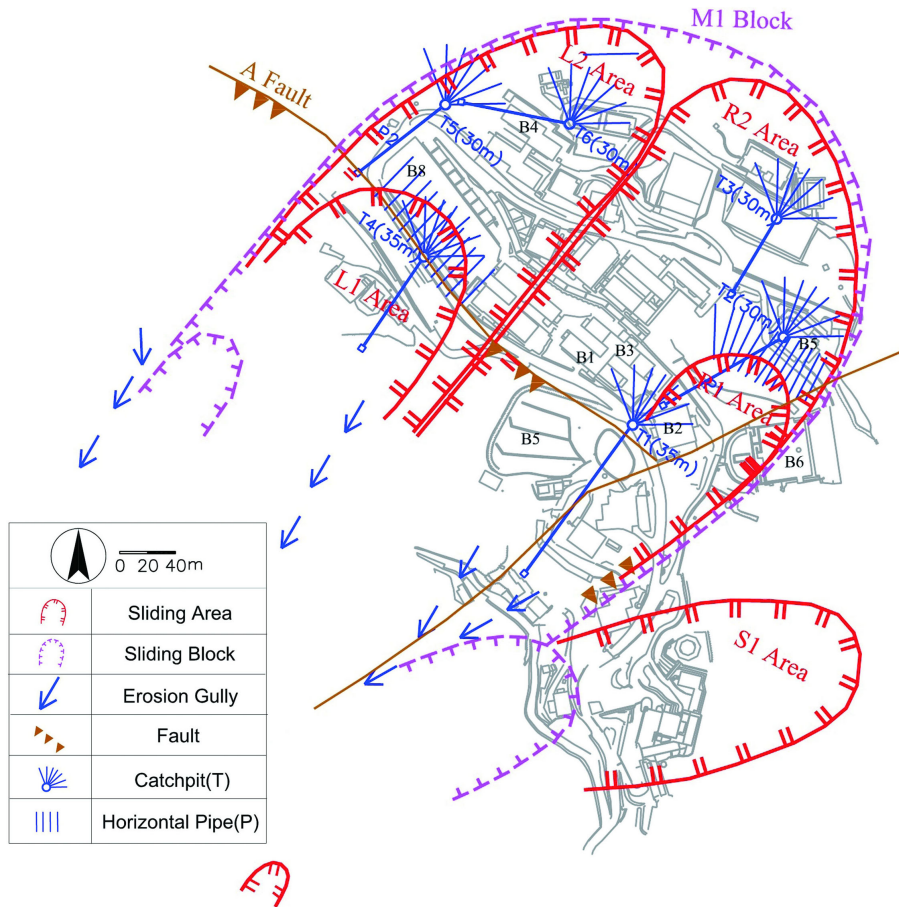 M1 Block
A Fault
L2 Area
R2 Area
P2
T5(30m)
B4
T6(30m)
B8
T3(30m)
T4(35m)
L1 Area
T2(30m)
B5
B1
B3
R1 Area
B2
B5
T1(35m)
B6
0 20 40m
Sliding Area
Sliding Block
Erosion Gully
Fault
Catchpit(T)
Horizontal Pipe(P)
S1 Area